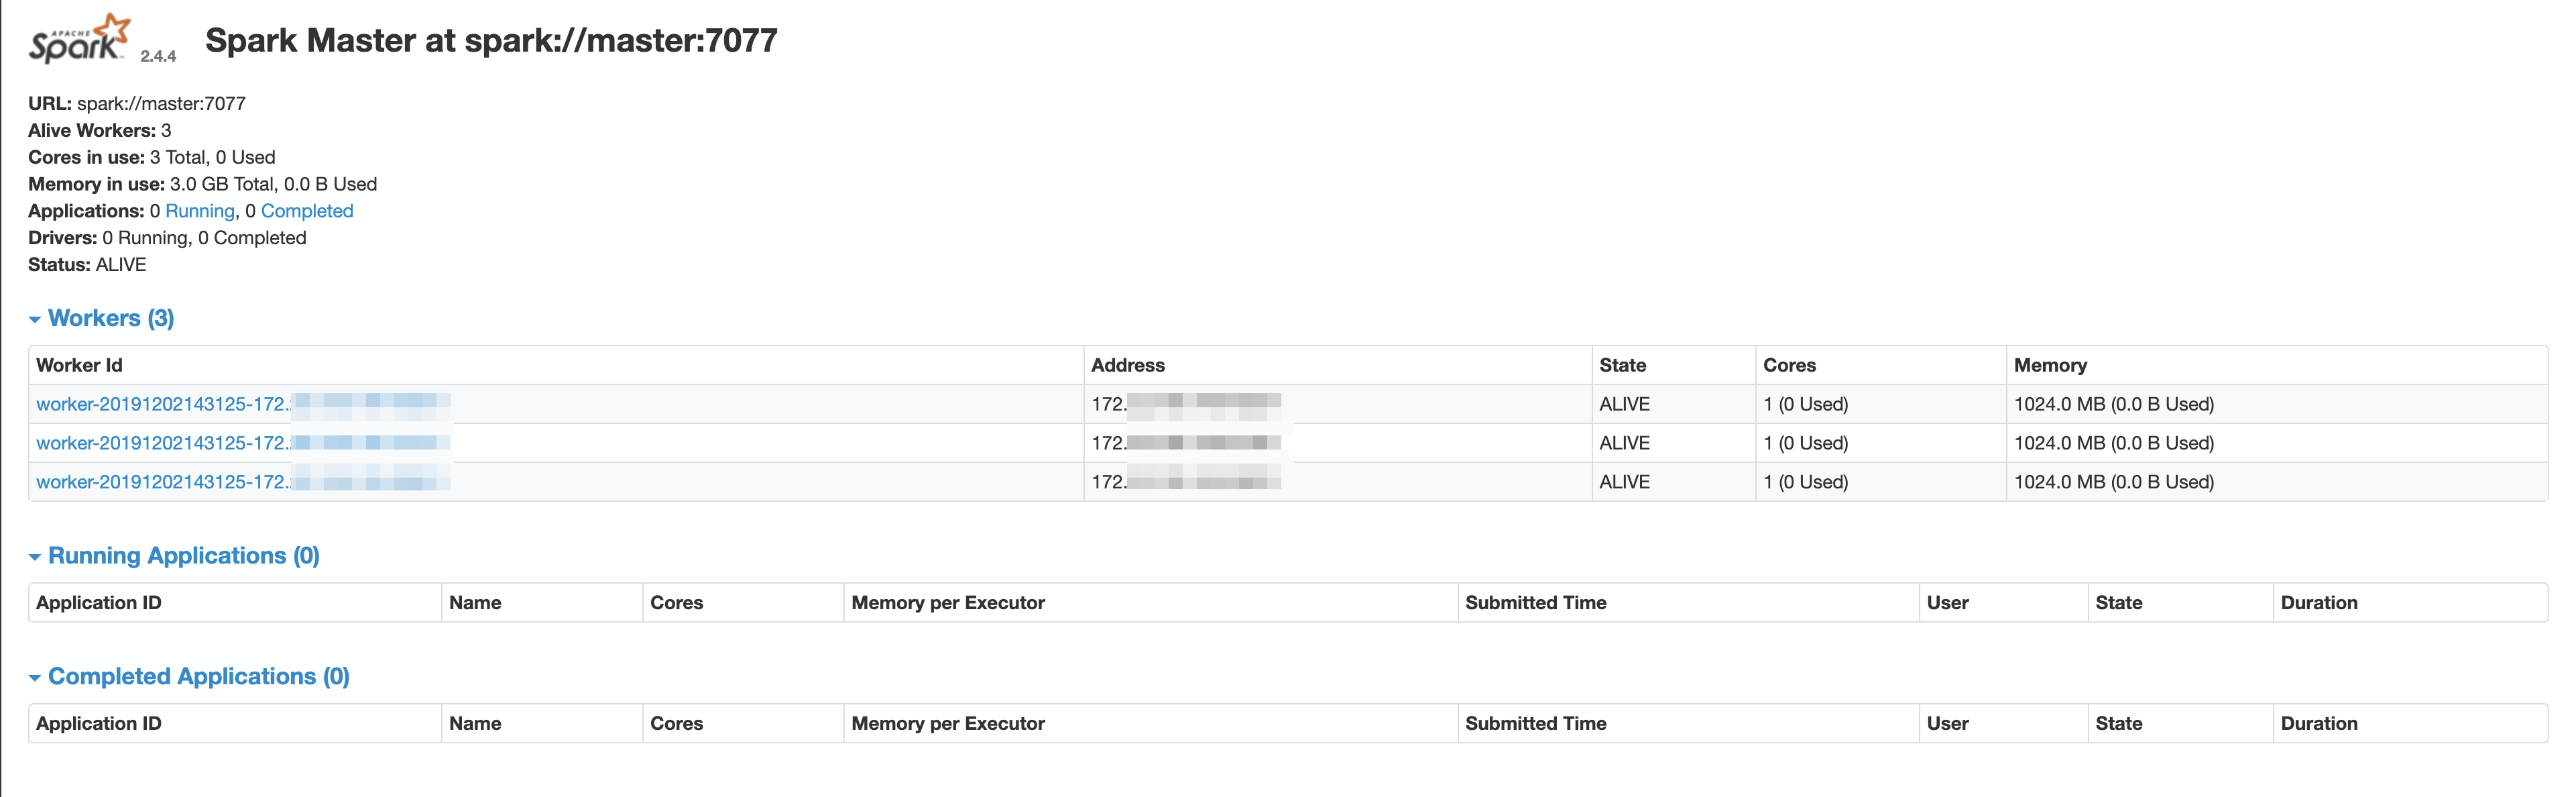 APACHE Spark 2.4.4 Spark Master at spark://master:7077
URL: spark://master:7077
Alive Workers: 3
Cores in use: 3 Total, 0 Used
Memory in use: 3.0 GB Total, 0.0 B Used
Applications: 0 Running, 0 Completed
Drivers: 0 Running, 0 Completed
Status: ALIVE
Workers (3)
Worker Id Address State Cores Memory
worker-20191202143125-172. 172. ALIVE 1 (0 Used) 1024.0 MB (0.0 B Used)
worker-20191202143125-172. 172. ALIVE 1 (0 Used) 1024.0 MB (0.0 B Used)
worker-20191202143125-172. 172. ALIVE 1 (0 Used) 1024.0 MB (0.0 B Used)
Running Applications (0)
Application ID Name Cores Memory per Executor Submitted Time User State Duration
Completed Applications (0)
Application ID Name Cores Memory per Executor Submitted Time User State Duration